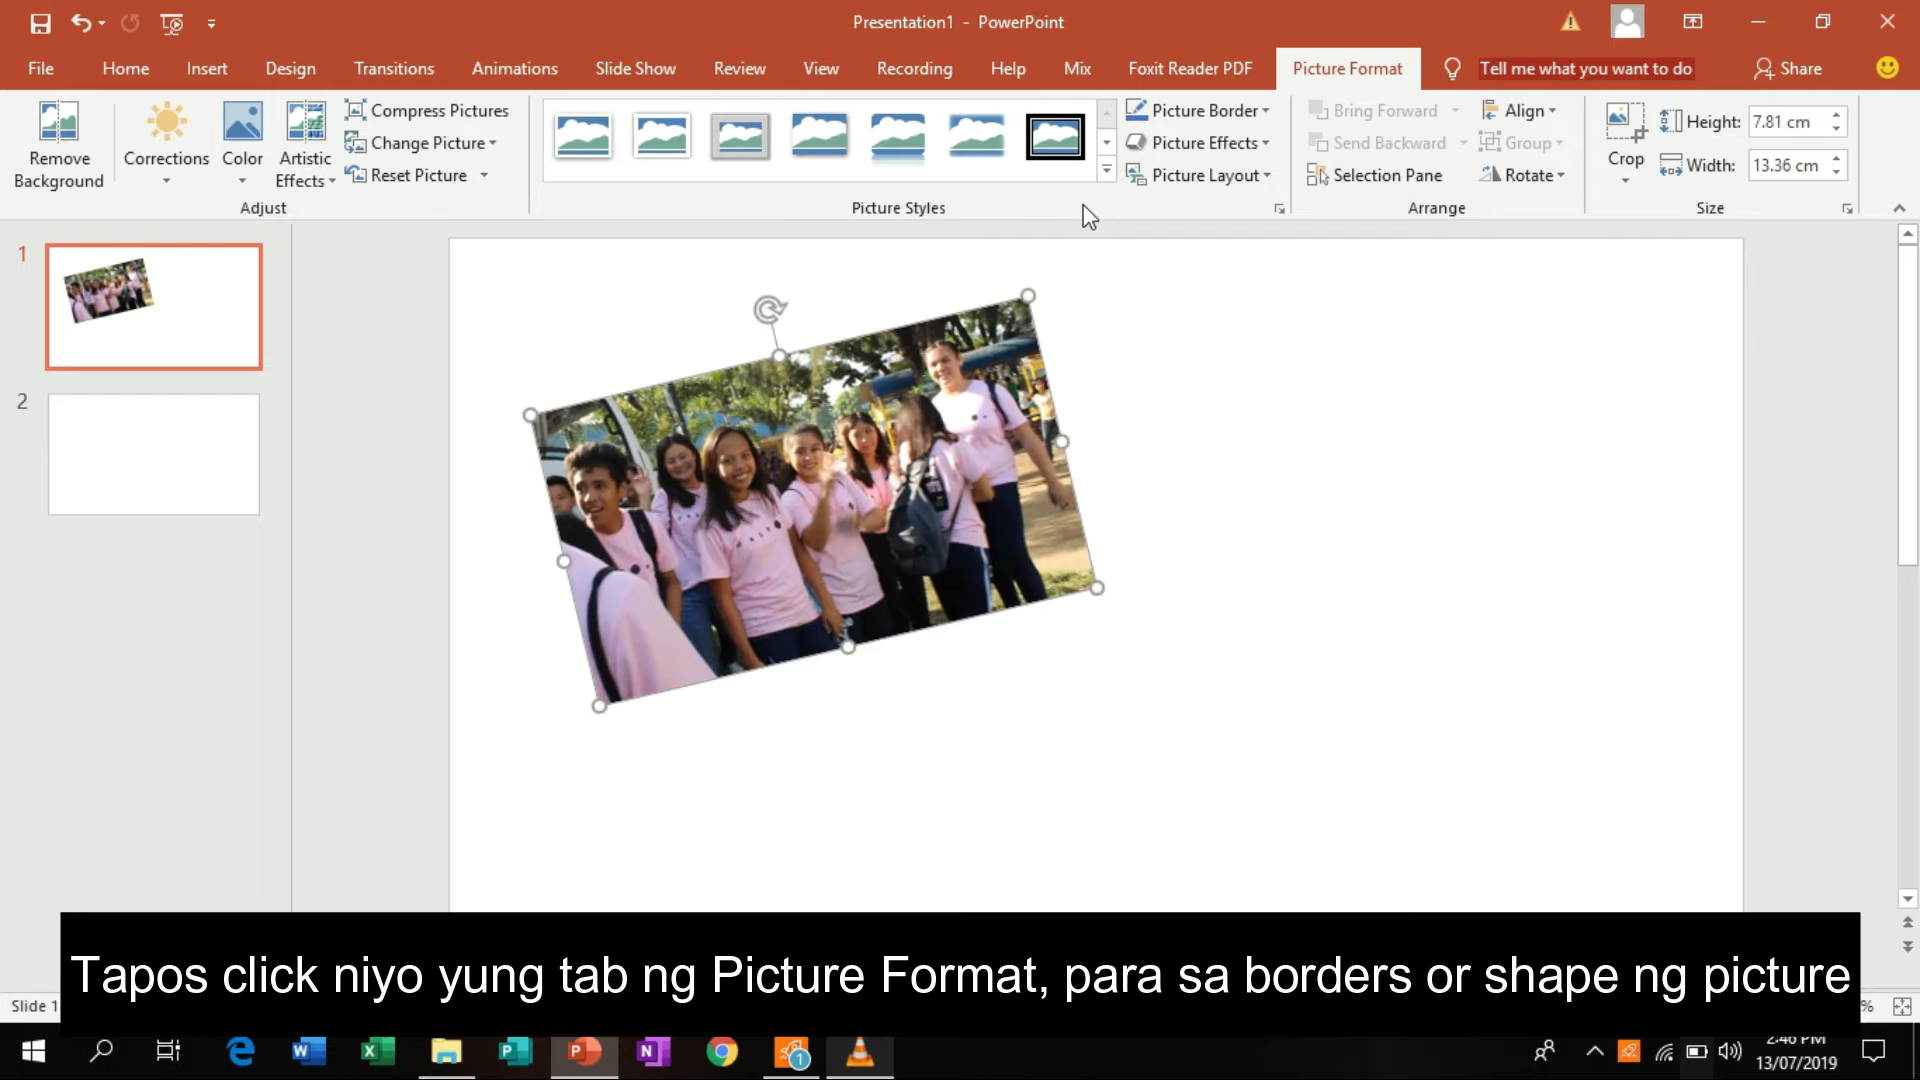 Presentation1 - PowerPoint
File Home Insert Design Transitions Animations Slide Show Review View Recording Help Mix Foxit Reader PDF Picture Format Tell me what you want to do Share
Remove Background
Corrections
Color
Artistic Effects
Compress Pictures
Change Picture
Reset Picture
Adjust
Picture Styles
Picture Border
Picture Effects
Picture Layout
Bring Forward
Send Backward
Selection Pane
Align
Group
Rotate
Arrange
Crop
Height: 7.81 cm
Width: 13.36 cm
Size
1
2
Tapos click niyo yung tab ng Picture Format, para sa borders or shape ng picture
Slide 1
%
2:46 PM
13/07/2019